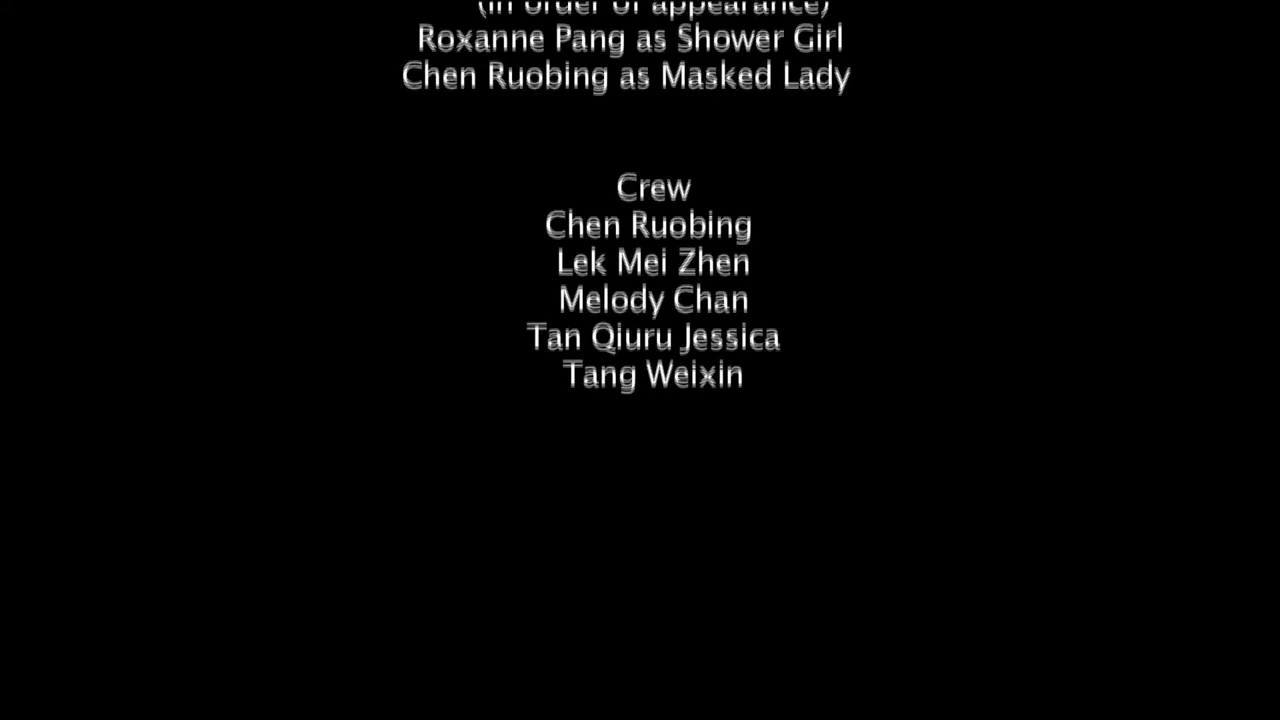 (in order of appearance)
Roxanne Pang as Shower Girl
Chen Ruobing as Masked Lady
Crew
Chen Ruobing
Lek Mei Zhen
Melody Chan
Tan Qiuru Jessica
Tang Weixin